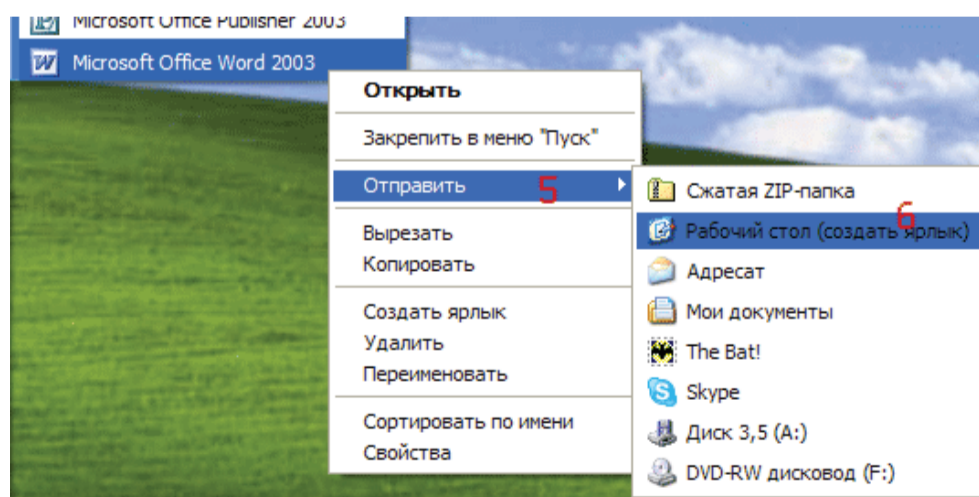 Microsoft Office Publisher 2003
Microsoft Office Word 2003
Открыть
Закрепить в меню "Пуск"
Отправить 5
Вырезать
Копировать
Создать ярлык
Удалить
Переименовать
Сортировать по имени
Свойства
Сжатая ZIP-папка
6
Рабочий стол (создать ярлык)
Адресат
Мои документы
The Bat!
Skype
Диск 3,5 (A:)
DVD-RW дисковод (F:)